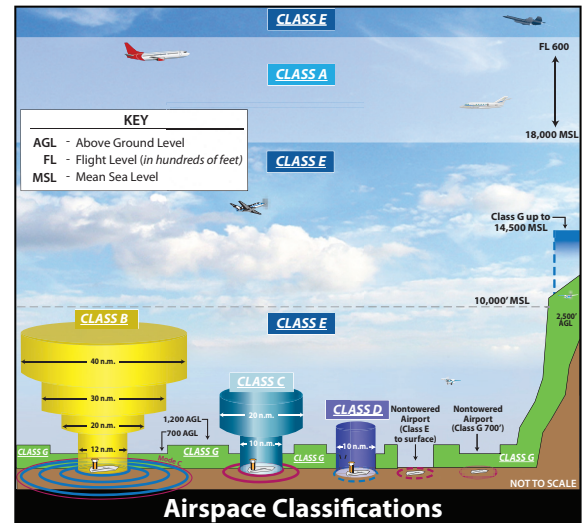 CLASS E
FL 600
CLASS A
18,000 MSL
KEY
AGL - Above Ground Level
FL - Flight Level (in hundreds of feet)
MSL - Mean Sea Level
CLASS E
Class G up to
14,500 MSL
10,000’ MSL
2,500’
AGL
CLASS B
CLASS E
40 n.m.
30 n.m.
20 n.m.
12 n.m.
Mode C
CLASS G
1,200 AGL
700 AGL
CLASS G
CLASS C
20 n.m.
10 n.m.
CLASS G
CLASS D
10 n.m.
Nontowered
Airport
(Class E
to surface)
Nontowered
Airport
(Class G 700’)
CLASS G
NOT TO SCALE
Airspace Classifications